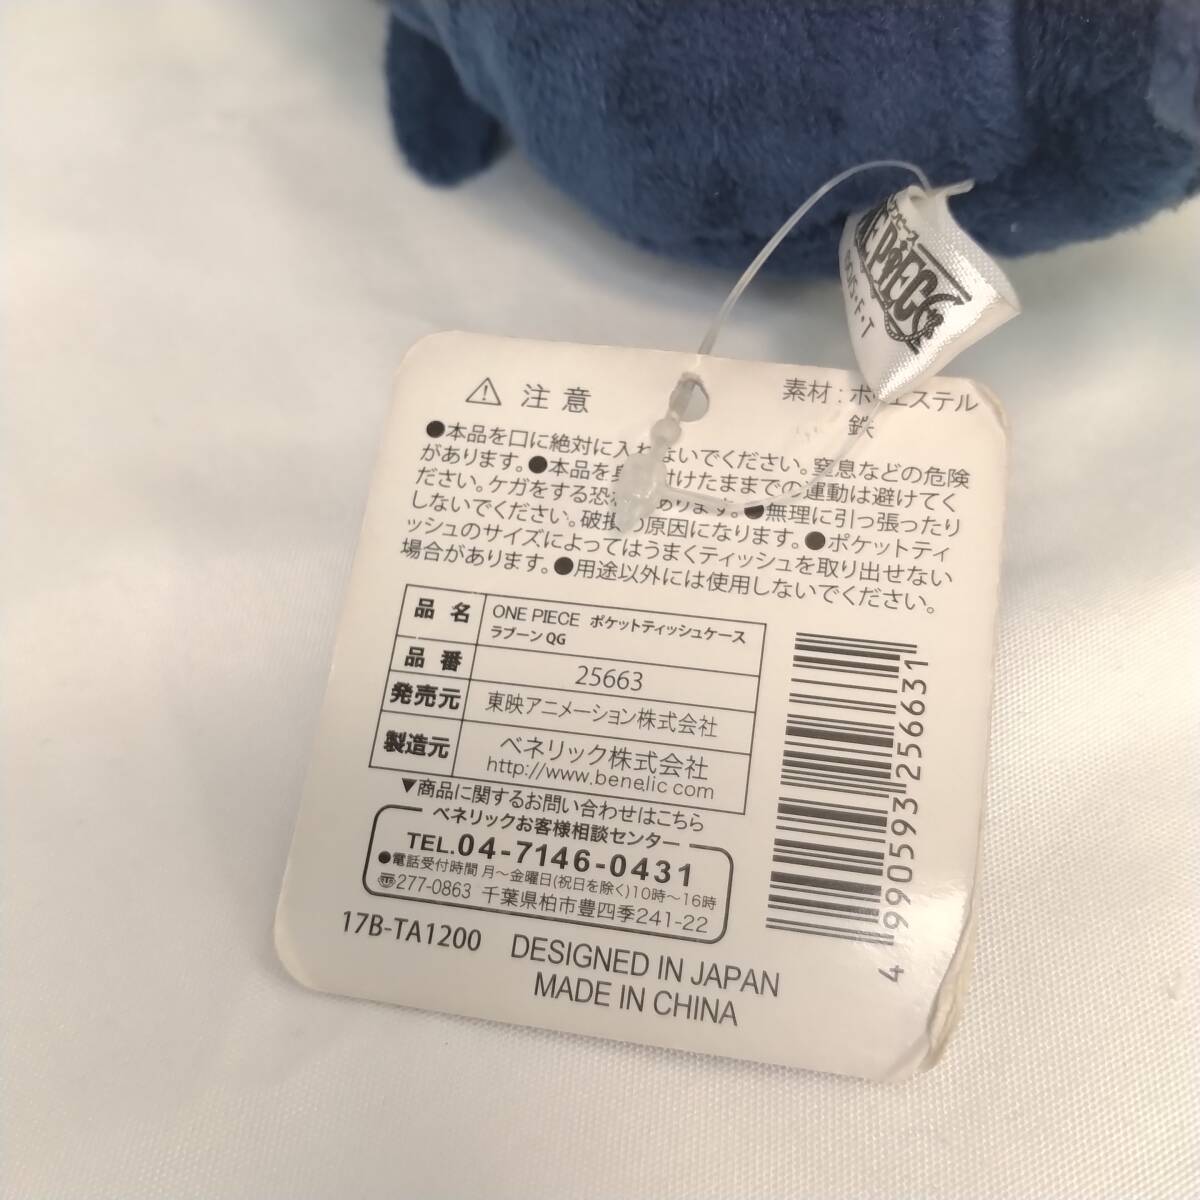 PIECE
素材:ポリエステル
鉄
⚠ 注意
●本品を口に絶対に入れないでください。窒息などの危険
があります。●本品を身に付けたままでの運動は避けてく
ださい。ケガをする恐れがあります。●無理に引っ張ったり
しないでください。破損の原因になります。●ポケットティ
ッシュのサイズによってはうまくティッシュを取り出せない
場合があります。●用途以外には使用しないでください。
品名 ONE PIECE ポケットティッシュケース
ラブーン QG
品番 25663
発売元 東映アニメーション株式会社
製造元 ベネリック株式会社
http://www.benelic.com
▼商品に関するお問い合わせはこちら
ベネリックお客様相談センター
TEL.04-7146-0431
●電話受付時間 月〜金曜日(祝日を除く)10時〜16時
〠277-0863 千葉県柏市豊四季241-22
17B-TA1200 DESIGNED IN JAPAN
MADE IN CHINA
4990593256631